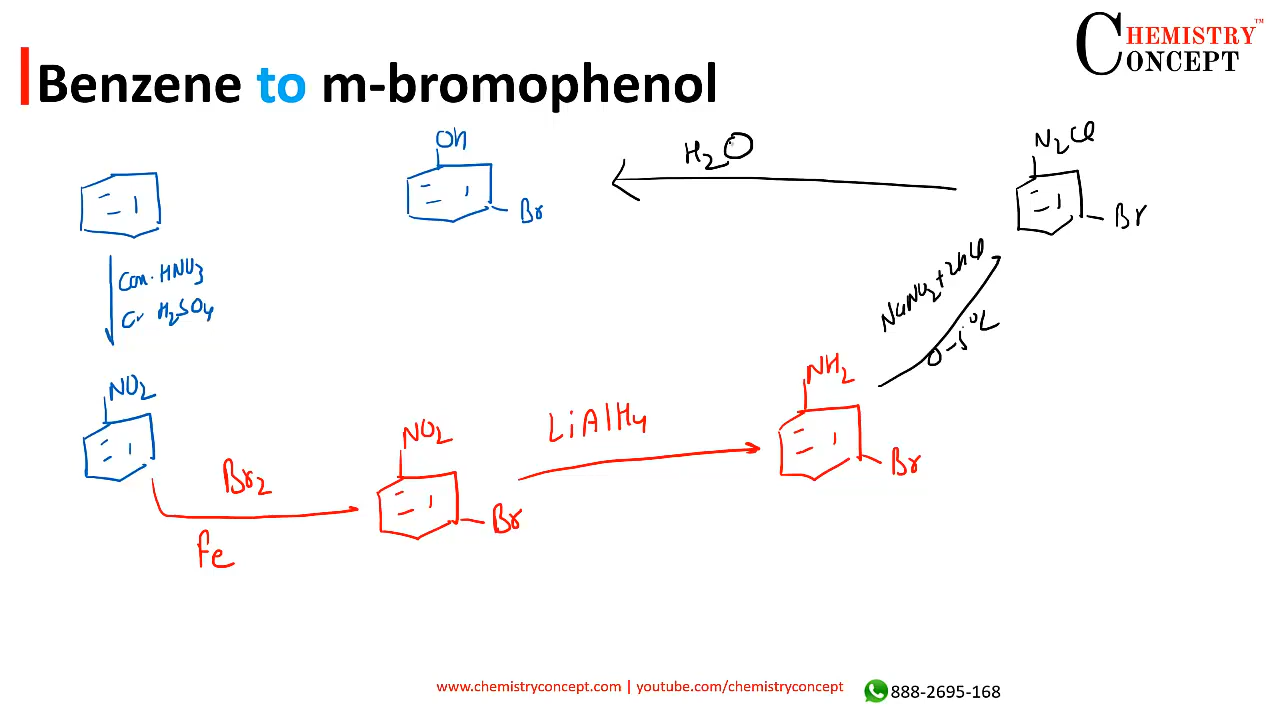 CHEMISTRY
CONCEPT
TM
Benzene to m-bromophenol
Oh
Br
H2O
N2Cl
Br
Con. HNO3
H2SO4
NaNO2+2hCl
0-5°C
NO2
Br2
Fe
NO2
Br
LiAlH4
NH2
Br
www.chemistryconcept.com | youtube.com/chemistryconcept
888-2695-168